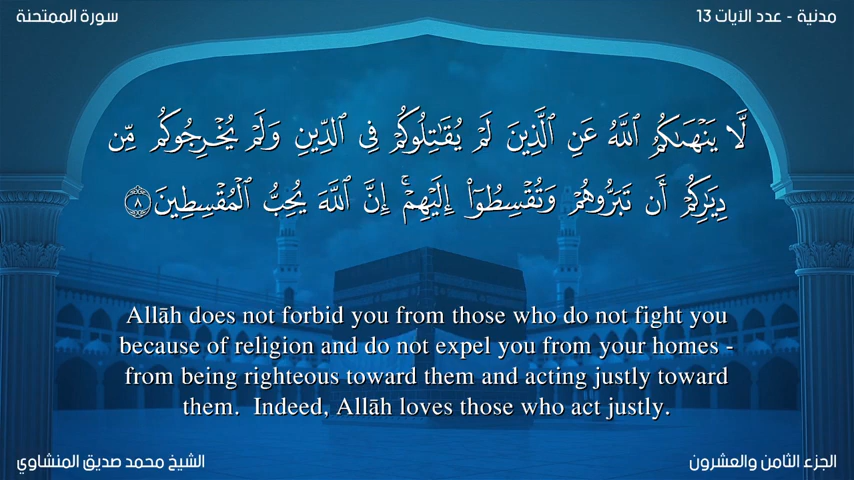 مدنية - عدد الآيات 13
سورة الممتحنة
لَّا يَنْهَىٰكُمُ ٱللَّهُ عَنِ ٱلَّذِينَ لَمْ يُقَٰتِلُوكُمْ فِى ٱلدِّينِ وَلَمْ يُخْرِجُوكُم مِّن
دِيَٰرِكُمْ أَن تَبَرُّوهُمْ وَتُقْسِطُوٓا۟ إِلَيْهِمْ ۚ إِنَّ ٱللَّهَ يُحِبُّ ٱلْمُقْسِطِينَ ٨
Allāh does not forbid you from those who do not fight you
because of religion and do not expel you from your homes -
from being righteous toward them and acting justly toward
them.  Indeed, Allāh loves those who act justly.
الجزء الثامن والعشرون
الشيخ محمد صديق المنشاوي